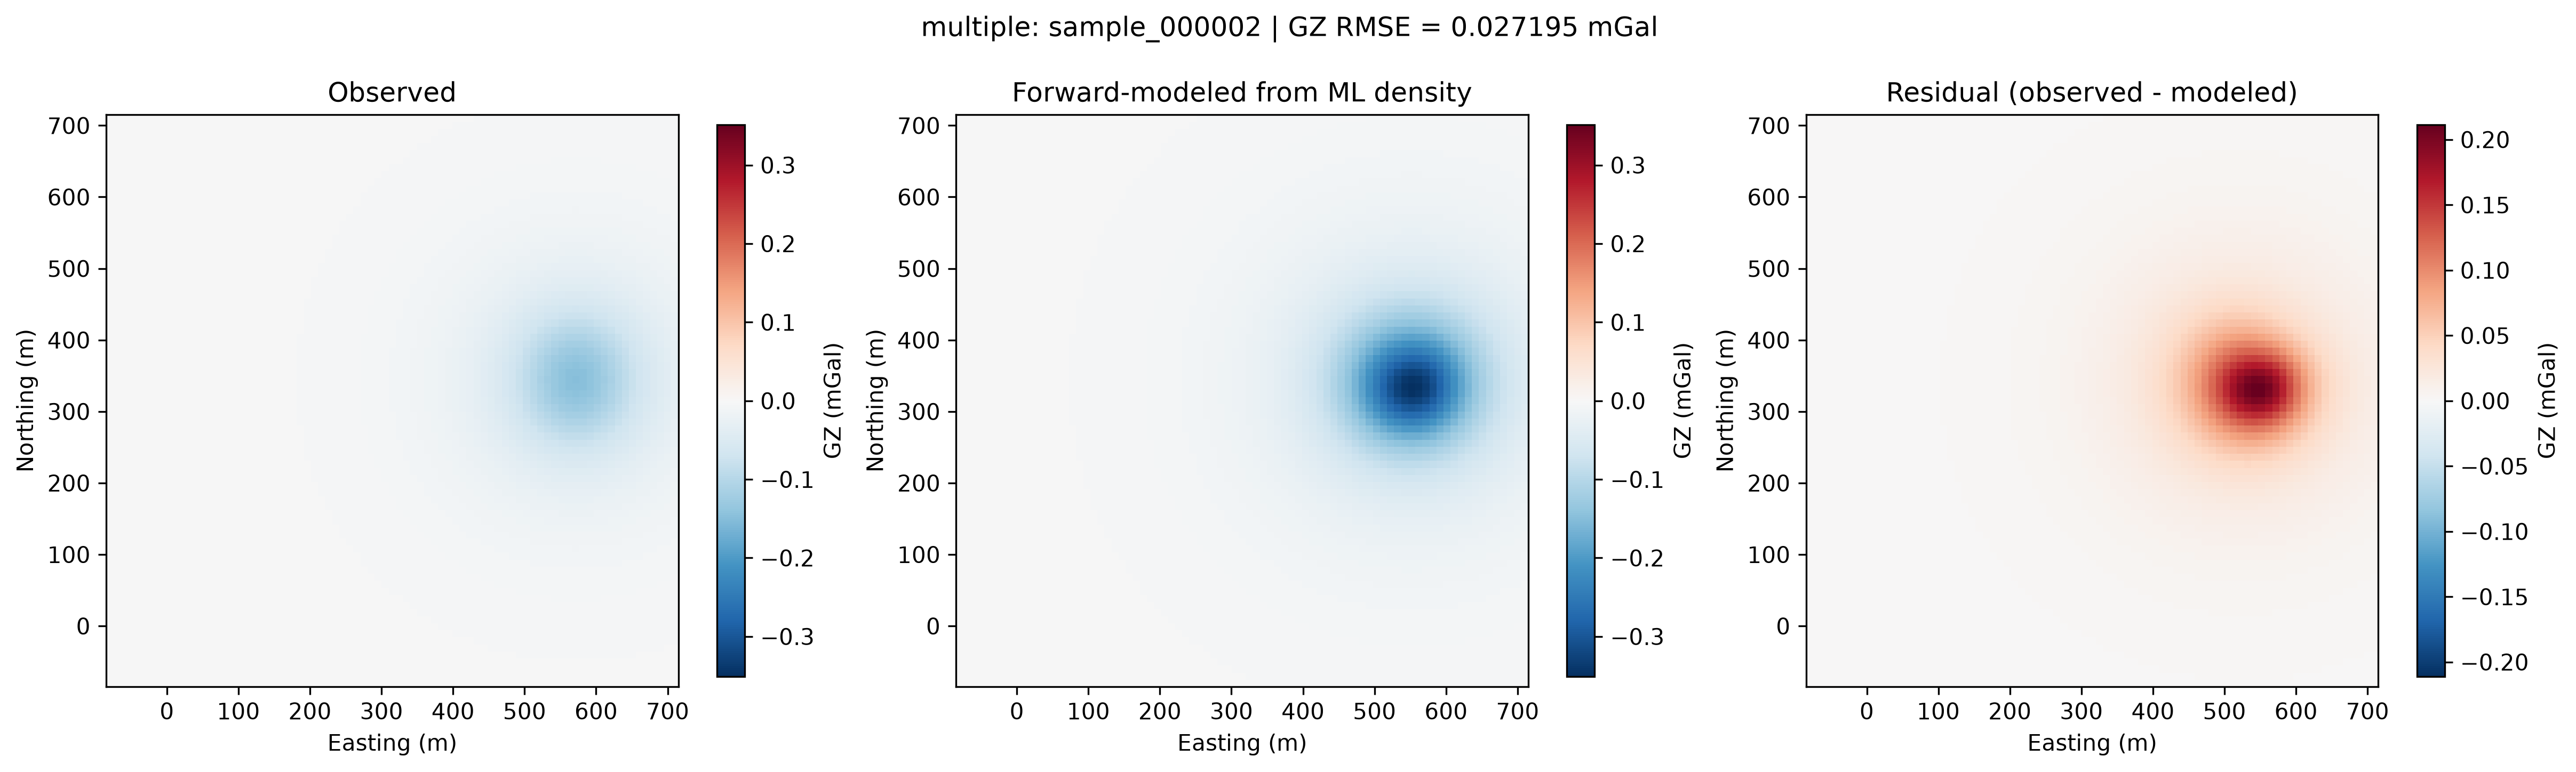 multiple: sample_000002 | GZ RMSE = 0.027195 mGal
Observed
700
600
500
400
300
200
100
0
Northing (m)
0 100 200 300 400 500 600 700
Easting (m)
0.3
0.2
0.1
0.0
−0.1
−0.2
−0.3
GZ (mGal)
Forward-modeled from ML density
700
600
500
400
300
200
100
0
Northing (m)
0 100 200 300 400 500 600 700
Easting (m)
0.3
0.2
0.1
0.0
−0.1
−0.2
−0.3
GZ (mGal)
Residual (observed - modeled)
700
600
500
400
300
200
100
0
Northing (m)
0 100 200 300 400 500 600 700
Easting (m)
0.20
0.15
0.10
0.05
0.00
−0.05
−0.10
−0.15
−0.20
GZ (mGal)